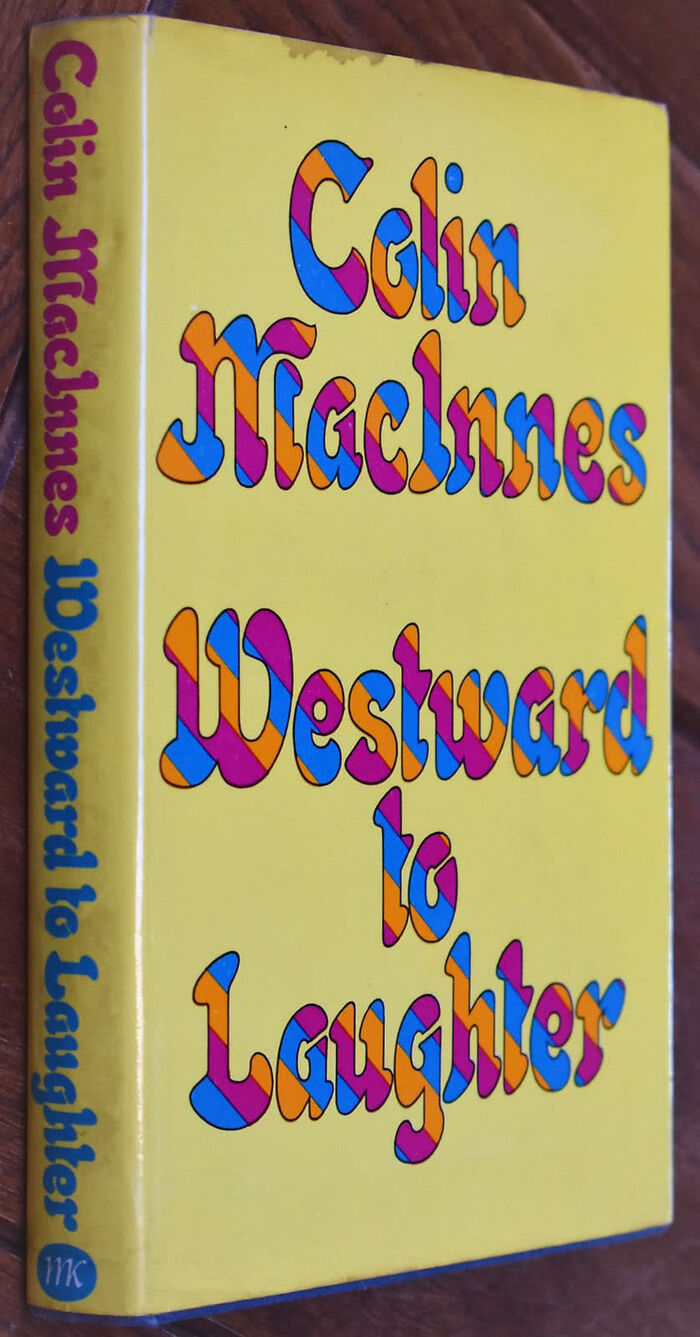 Colin MacInnes Westward to Laughter
MK
Colin
MacInnes
Westward
to
Laughter